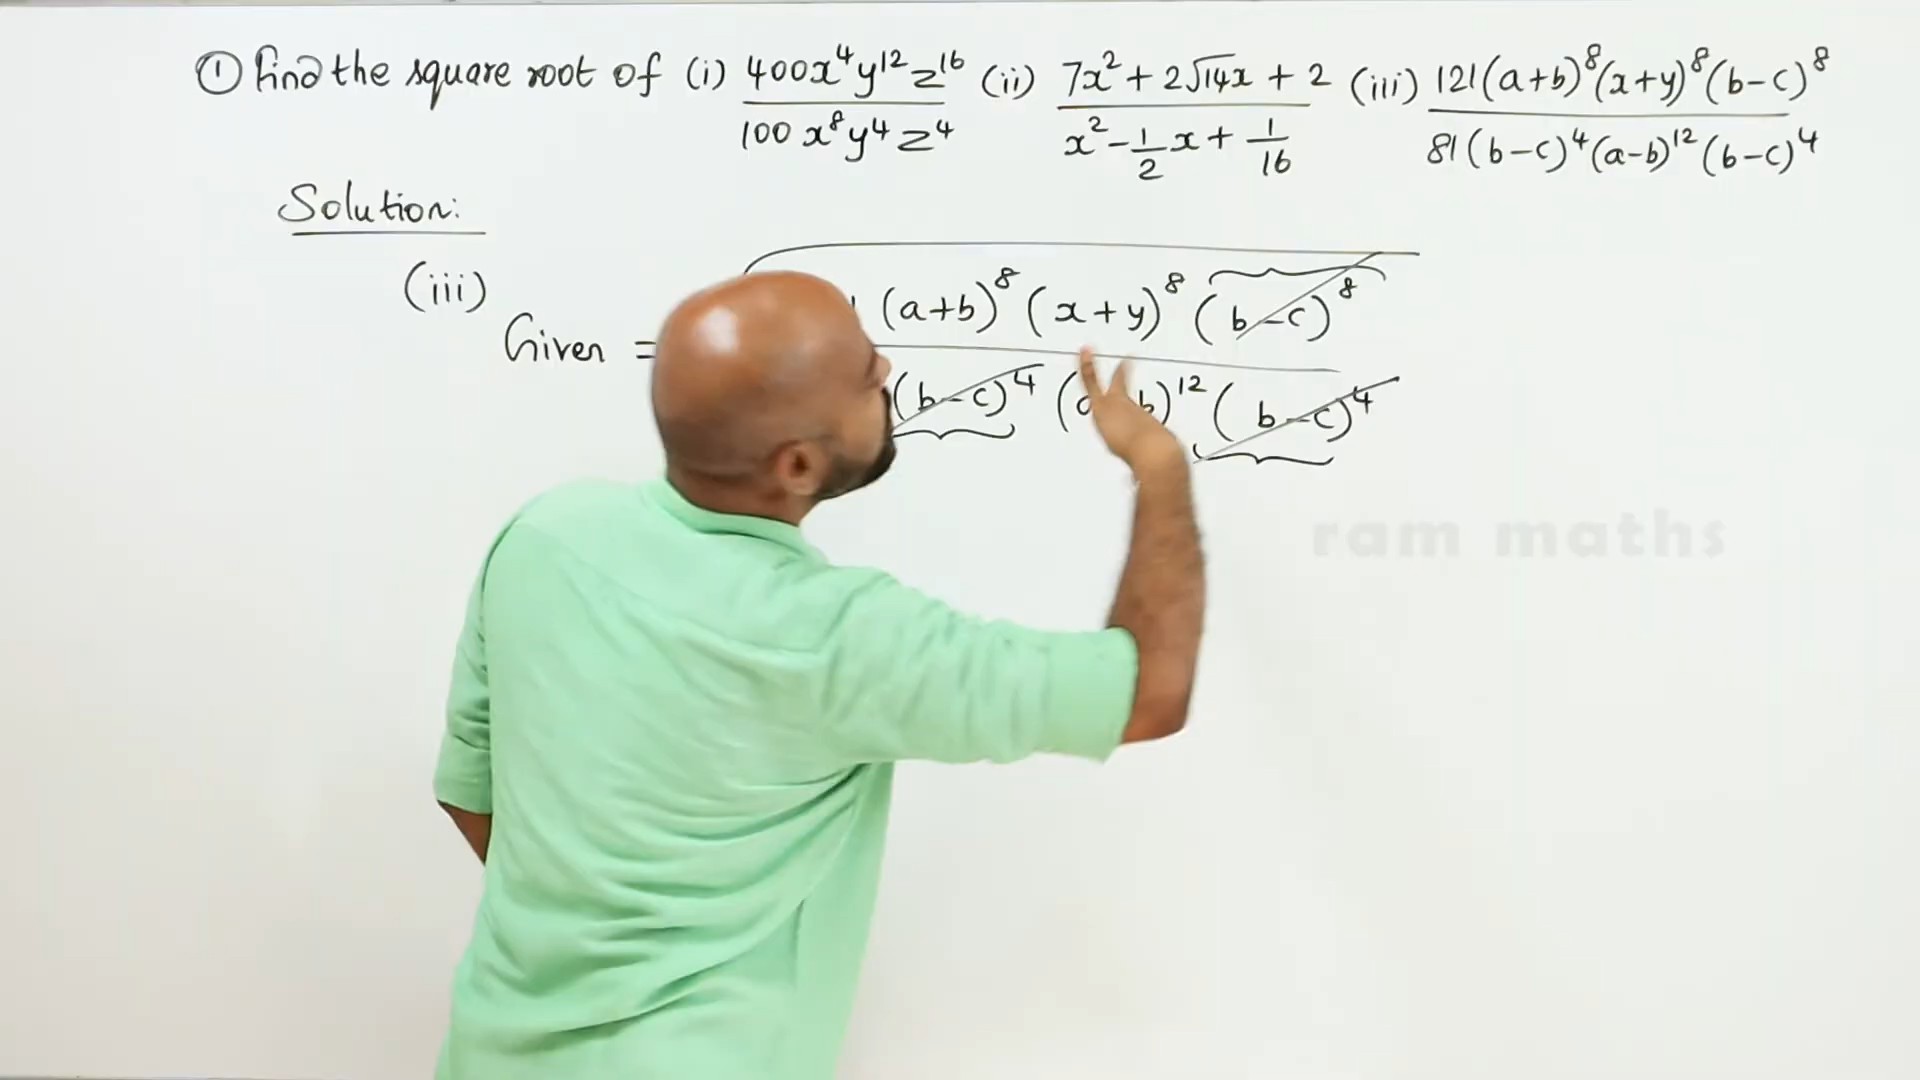 ① Find the square root of (i) 400x⁴y¹²z¹⁶ / 100x⁸y⁴z⁴ (ii) 7x² + 2√14x + 2 / x² - 1/2 x + 1/16 (iii) 121(a+b)⁸(x+y)⁸(b-c)⁸ / 81(b-c)⁴(a-b)¹²(b-c)⁴
Solution:
(iii)
Given =
(a+b)⁸ (x+y)⁸ (b-c)⁸
(b-c)⁴ ( b)¹² (b-c)⁴
ram maths